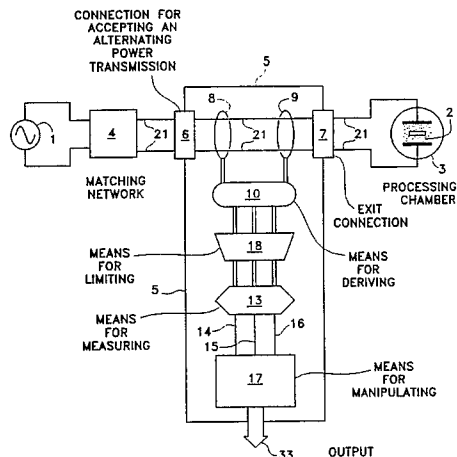 CONNECTION FOR
ACCEPTING AN
ALTERNATING
POWER
TRANSMISSION
5
8
9
1
4
21
6
21
21
7
21
2
3
MATCHING
NETWORK
PROCESSING
CHAMBER
EXIT
CONNECTION
10
MEANS
FOR
LIMITING
18
MEANS
FOR
DERIVING
5
13
MEANS
FOR
MEASURING
14
15
16
17
MEANS
FOR
MANIPULATING
33
OUTPUT